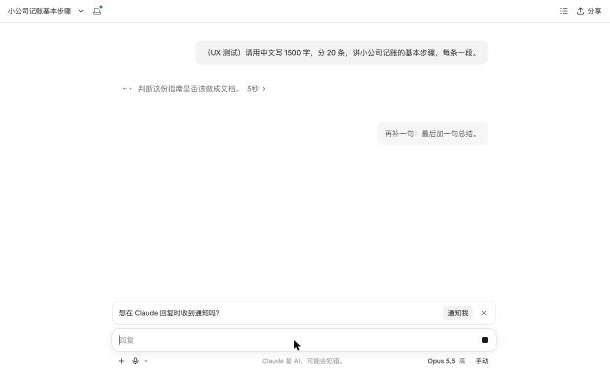 小公司记账基本步骤
分享
（UX 测试）请用中文写 1500 字，分 20 条，讲小公司记账的基本步骤，每条一段。
判断这份指南是否该做成文档。 5秒
再补一句：最后加一句总结。
想在 Claude 回复时收到通知吗？
通知我
回复
Claude 是 AI，可能会犯错。
Opus 5.5 高 手动